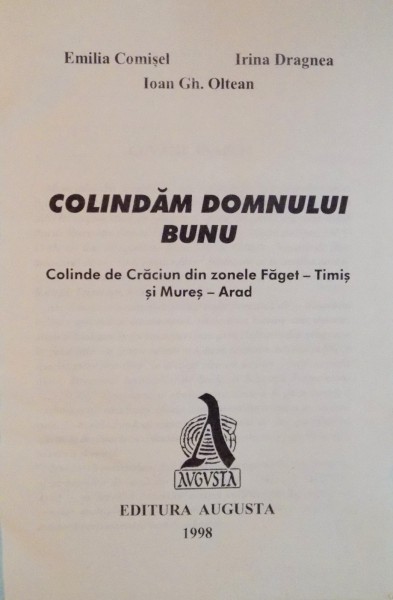 Emilia Comișel Irina Dragnea
Ioan Gh. Oltean
COLINDĂM DOMNULUI
BUNU
Colinde de Crăciun din zonele Făget – Timiș
și Mureș – Arad
A
AVGVSTA
EDITURA AUGUSTA
1998